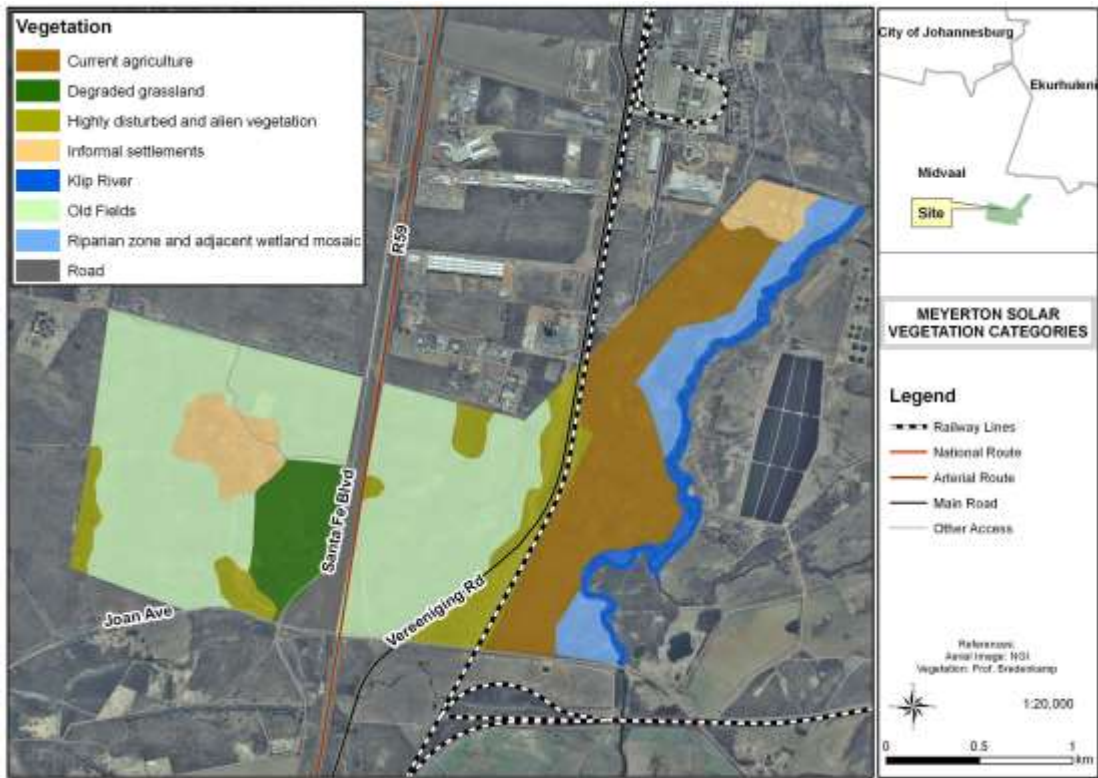 Vegetation
Current agriculture
Degraded grassland
Highly disturbed and alien vegetation
Informal settlements
Klip River
Old Fields
Riparian zone and adjacent wetland mosaic
Road
R59
Santa Fe Blvd
Vereeniging Rd
Joan Ave
City of Johannesburg
Ekurhuleni
Midvaal
Site
MEYERTON SOLAR
VEGETATION CATEGORIES
Legend
Railway Lines
National Route
Arterial Route
Main Road
Other Access
References:
Aerial Image: NGI
Vegetation: Prof. Bredenkamp
1:20,000
0 0.5 1
km